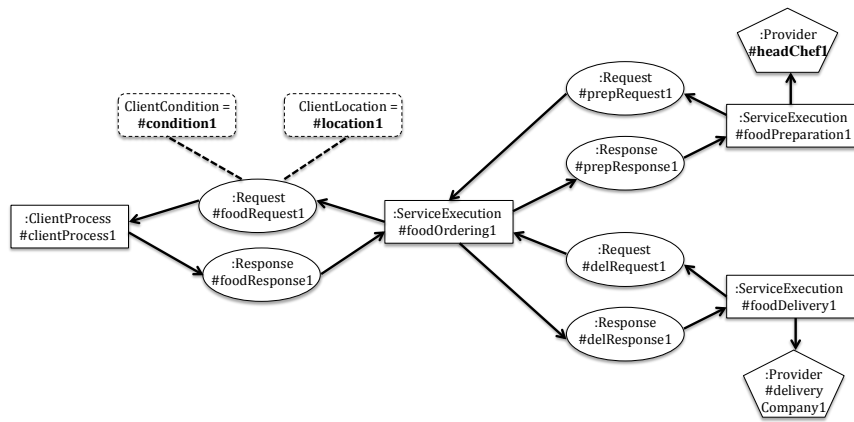 :Provider
#headChef1
:Request
#prepRequest1
ClientCondition =
#condition1
ClientLocation =
#location1
:ServiceExecution
#foodPreparation1
:Response
#prepResponse1
:Request
#foodRequest1
:ClientProcess
#clientProcess1
:ServiceExecution
#foodOrdering1
:Response
#foodResponse1
:Request
#delRequest1
:ServiceExecution
#foodDelivery1
:Response
#delResponse1
:Provider
#delivery
Company1